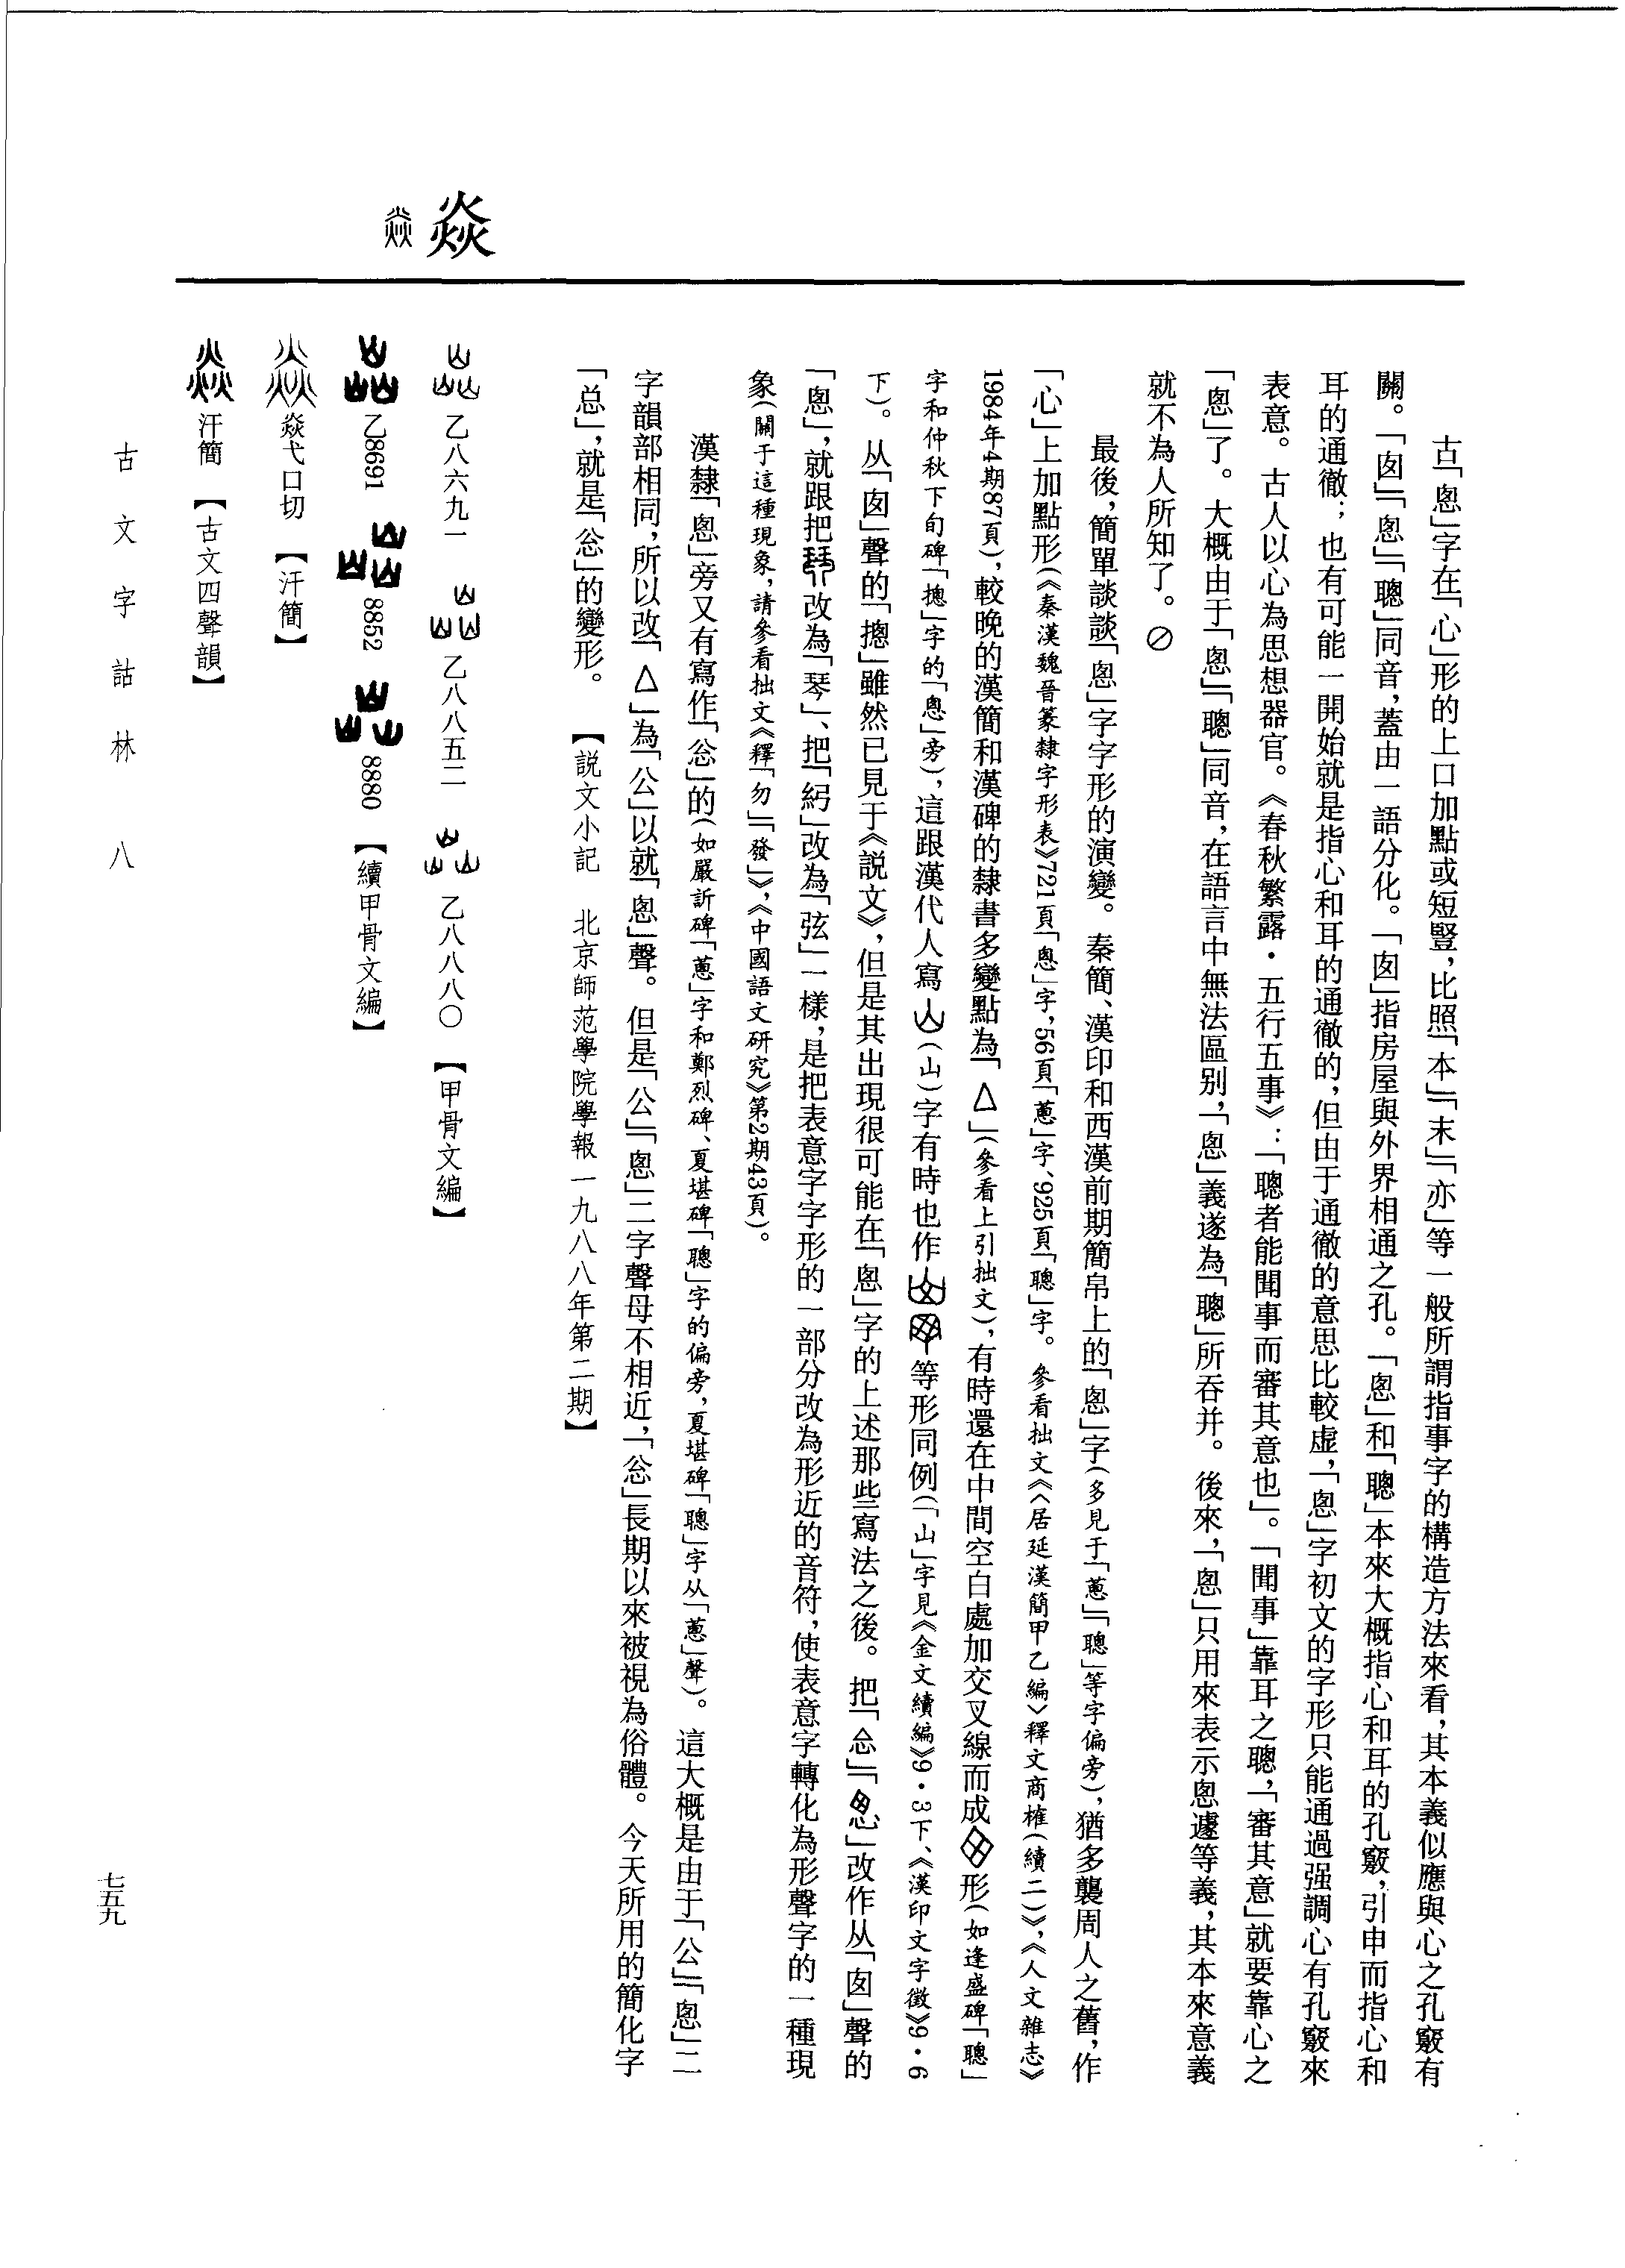 焱
古「悤」字在「心」形的上口加點或短豎，比照「本」「末」「亦」等一般所謂指事字的構造方法來看，其本義似應與心之孔竅有
關。「囱」「悤」「聰」同音，蓋由一語分化。「囱」指房屋與外界相通之孔。「悤」和「聰」本來大概指心和耳的孔竅，引申而指心和
耳的通徹；也有可能一開始就是指心和耳的通徹的，但由于通徹的意思比較虛，「悤」字初文的字形只能通過强調心有孔竅來
表意。古人以心為思想器官。《春秋繁露·五行五事》：「聰者能聞事而審其意也」。「聞事」靠耳之聰，「審其意」就要靠心之
「悤」了。大概由于「悤」「聰」同音，在語言中無法區别，「悤」義遂為「聰」所吞并。後來，「悤」只用來表示悤遽等義，其本來意義
就不為人所知了。⊘
最後，簡單談談「悤」字字形的演變。秦簡、漢印和西漢前期簡帛上的「悤」字（多見于「蔥」「聰」等字偏旁），猶多襲周人之舊，作
「心」上加點形（《秦漢魏晉篆隸字形表》721頁「悤」字，56頁「蔥」字、925頁「聰」字。參看拙文《〈居延漢簡甲乙編〉釋文商榷（續二）》，《人文雜志》
1984年4期87頁），較晚的漢簡和漢碑的隸書多變點為「△」（參看上引拙文），有時還在中間空白處加交叉線而成形（如逢盛碑「聰」
字和仲秋下旬碑「摠」字的「悤」旁），這跟漢代人寫（山）字有時也作等形同例（「山」字見《金文續編》9·3下、《漢印文字徵》9·6
下）。从「囱」聲的「摠」雖然已見于《説文》，但是其出現很可能在「悤」字的上述那些寫法之後。把「」「」改作从「囱」聲的
「悤」，就跟把改為「琴」、把「𢎺」改為「弦」一樣，是把表意字字形的一部分改為形近的音符，使表意字轉化為形聲字的一種現
象（關于這種現象，請參看拙文《釋「勿」「發」》，《中國語文研究》第2期43頁）。
漢隸「悤」旁又有寫作「忩」的（如嚴訢碑「蔥」字和鄭烈碑、夏堪碑「聰」字的偏旁，夏堪碑「聰」字从「蔥」聲）。這大概是由于「公」「悤」二
字韻部相同，所以改「△」為「公」以就「悤」聲。但是「公」「悤」二字聲母不相近，「忩」長期以來被視為俗體。今天所用的簡化字
「总」，就是「忩」的變形。　【説文小記　北京師范學院學報一九八八年第二期】
乙八六九一　乙八八五二　乙八八八〇　【甲骨文編】
乙8691　8852　8880　【續甲骨文編】
焱弋口切　【汗簡】
汗簡　【古文四聲韻】
古文字詁林　八
七五九